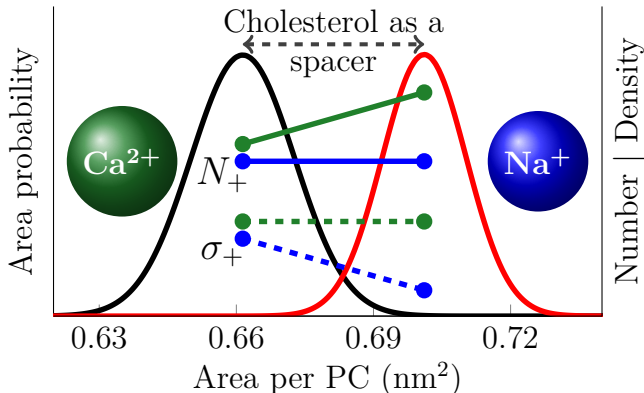 Cholesterol as a
spacer
Area probability
Ca²⁺
N₊
σ₊
Na⁺
Number | Density
0.63 0.66 0.69 0.72
Area per PC (nm²)